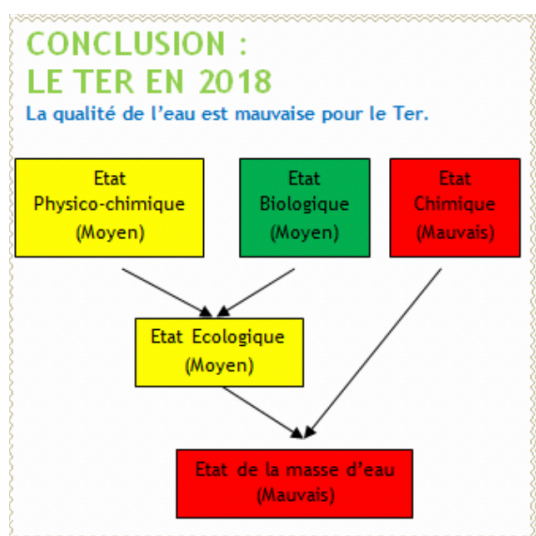 CONCLUSION :
LE TER EN 2018
La qualité de l'eau est mauvaise pour le Ter.
Etat
Physico-chimique
(Moyen)
Etat
Biologique
(Moyen)
Etat
Chimique
(Mauvais)
Etat Ecologique
(Moyen)
Etat de la masse d'eau
(Mauvais)